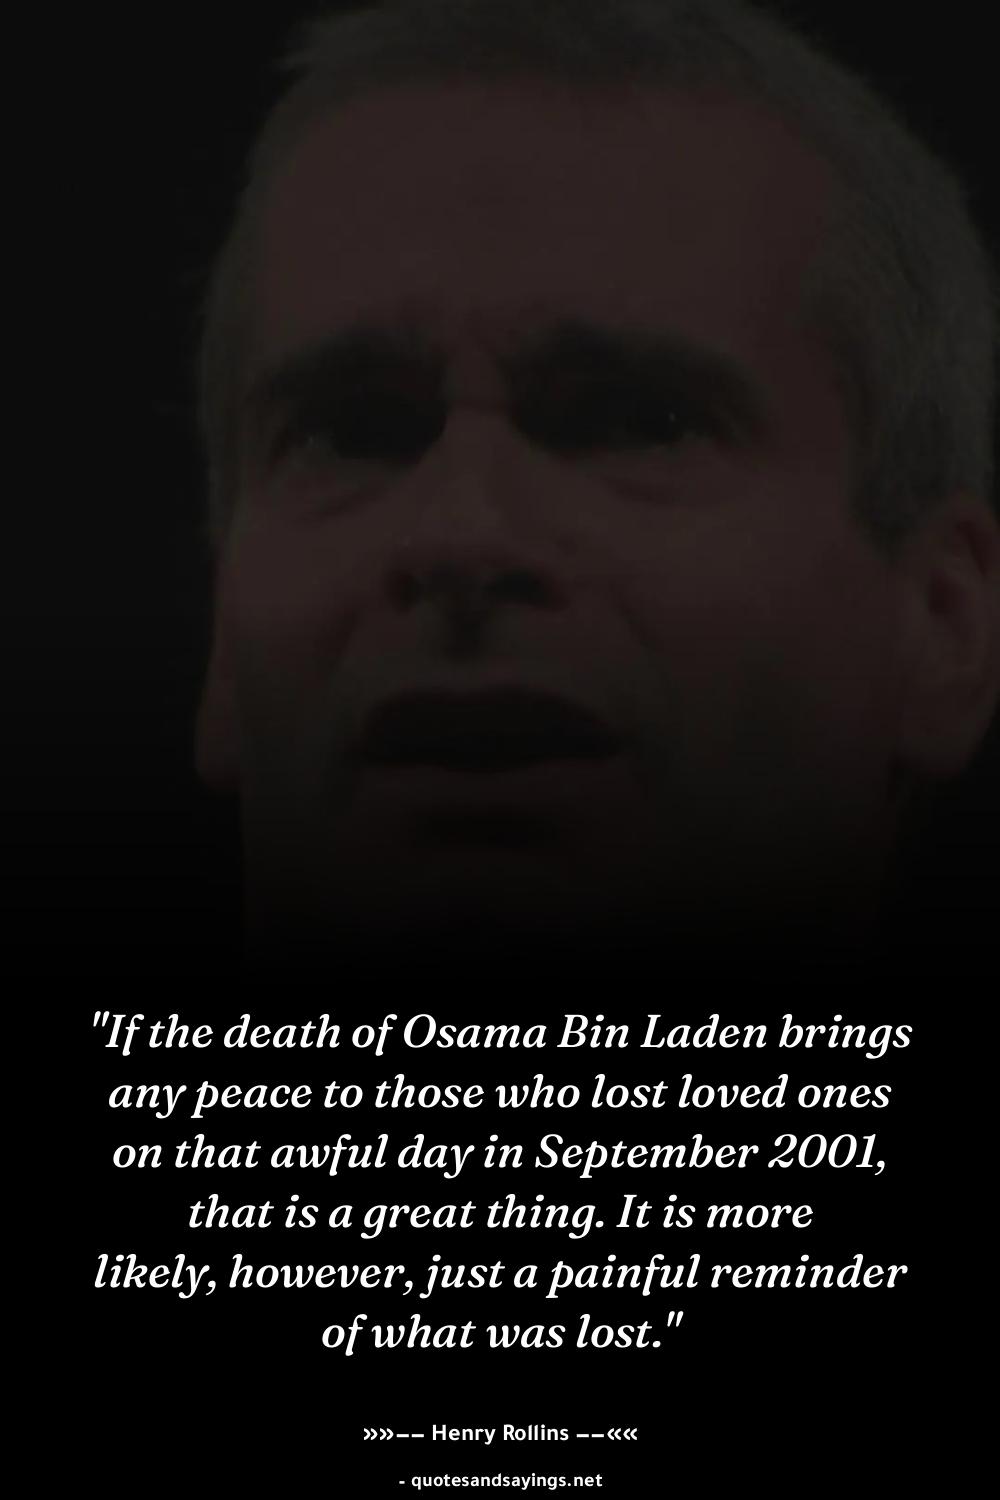 "If the death of Osama Bin Laden brings
any peace to those who lost loved ones
on that awful day in September 2001,
that is a great thing. It is more
likely, however, just a painful reminder
of what was lost."
»»−− Henry Rollins −−««
- quotesandsayings.net